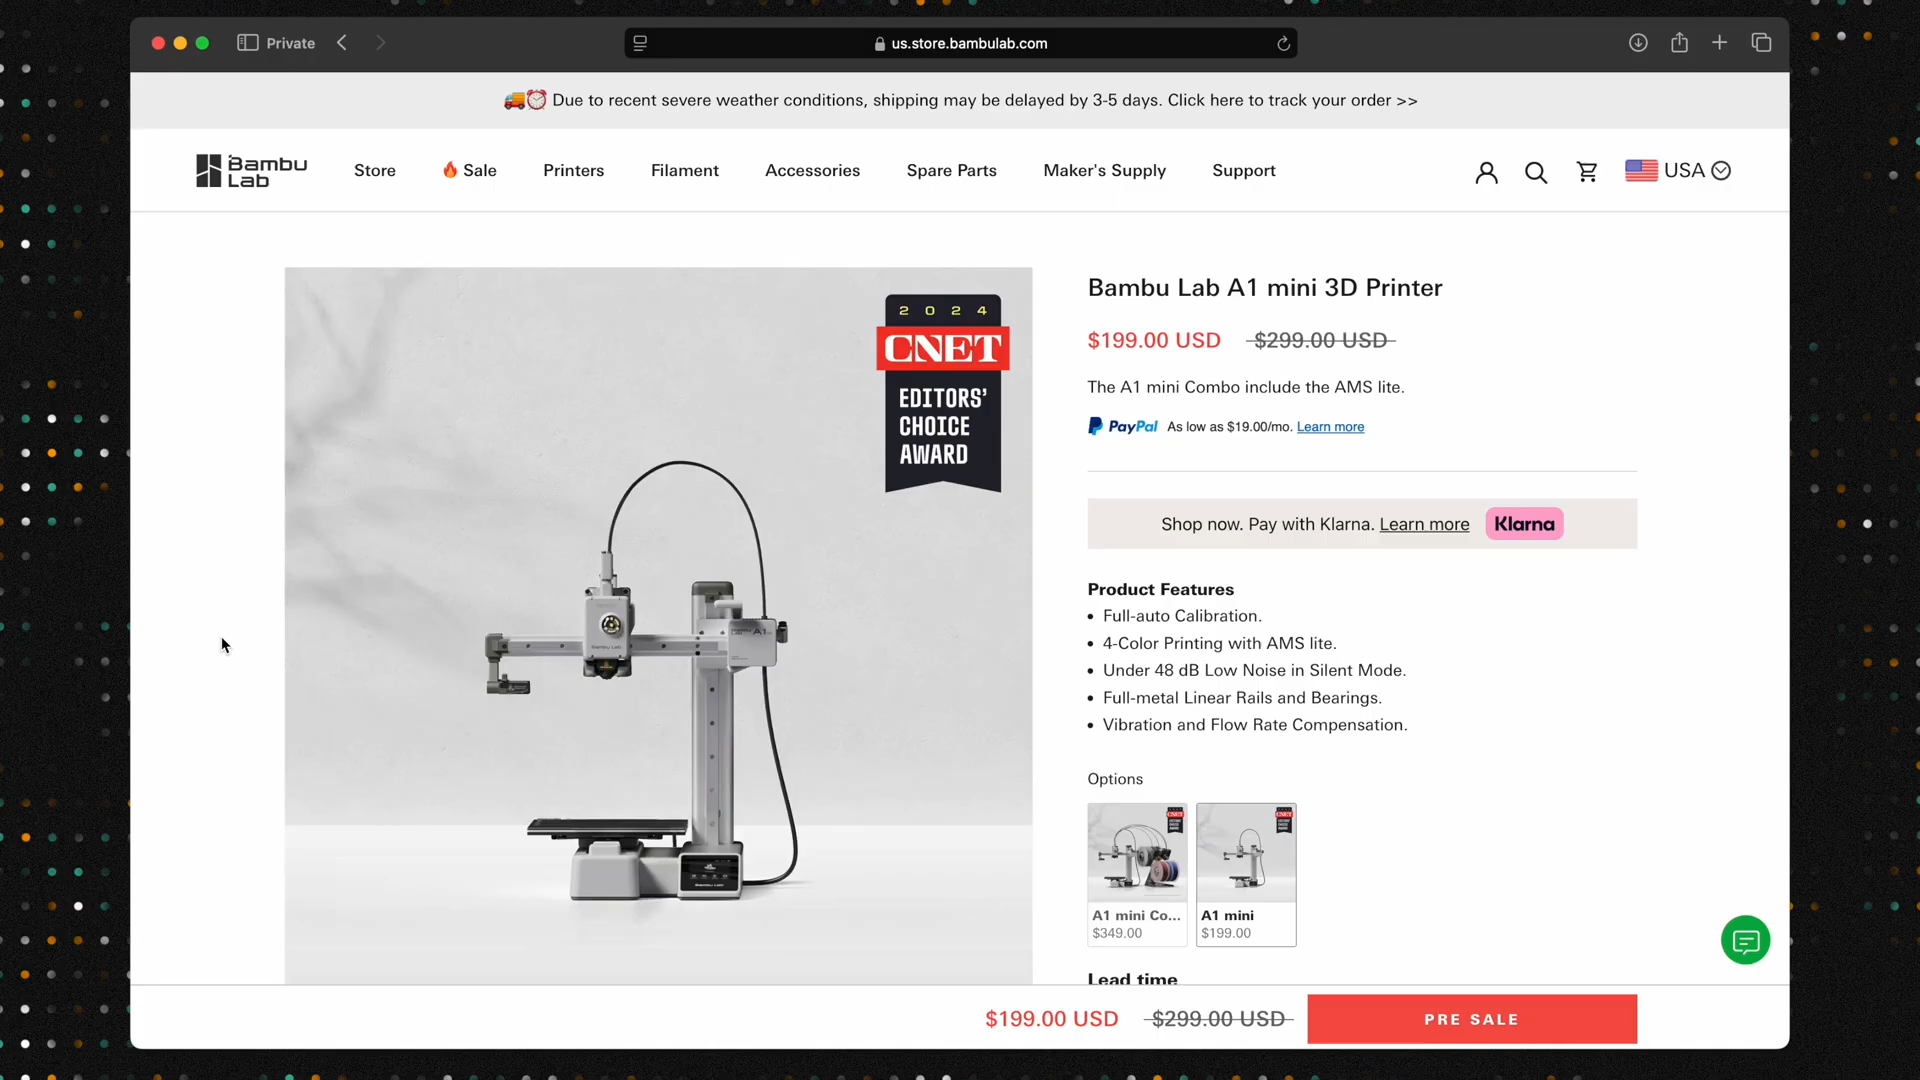 Private
us.store.bambulab.com
Due to recent severe weather conditions, shipping may be delayed by 3-5 days. Click here to track your order >>
Bambu
Lab
Store
Sale
Printers
Filament
Accessories
Spare Parts
Maker's Supply
Support
USA
2024
CNET
EDITORS'
CHOICE
AWARD
A1
Bambu Lab
Bambu Lab A1 mini 3D Printer
$199.00 USD $299.00 USD
The A1 mini Combo include the AMS lite.
PayPal As low as $19.00/mo. Learn more
Shop now. Pay with Klarna. Learn more Klarna
Product Features
• Full-auto Calibration.
• 4-Color Printing with AMS lite.
• Under 48 dB Low Noise in Silent Mode.
• Full-metal Linear Rails and Bearings.
• Vibration and Flow Rate Compensation.
Options
A1 mini Co...
$349.00
A1 mini
$199.00
Lead time
$199.00 USD $299.00 USD
PRE SALE